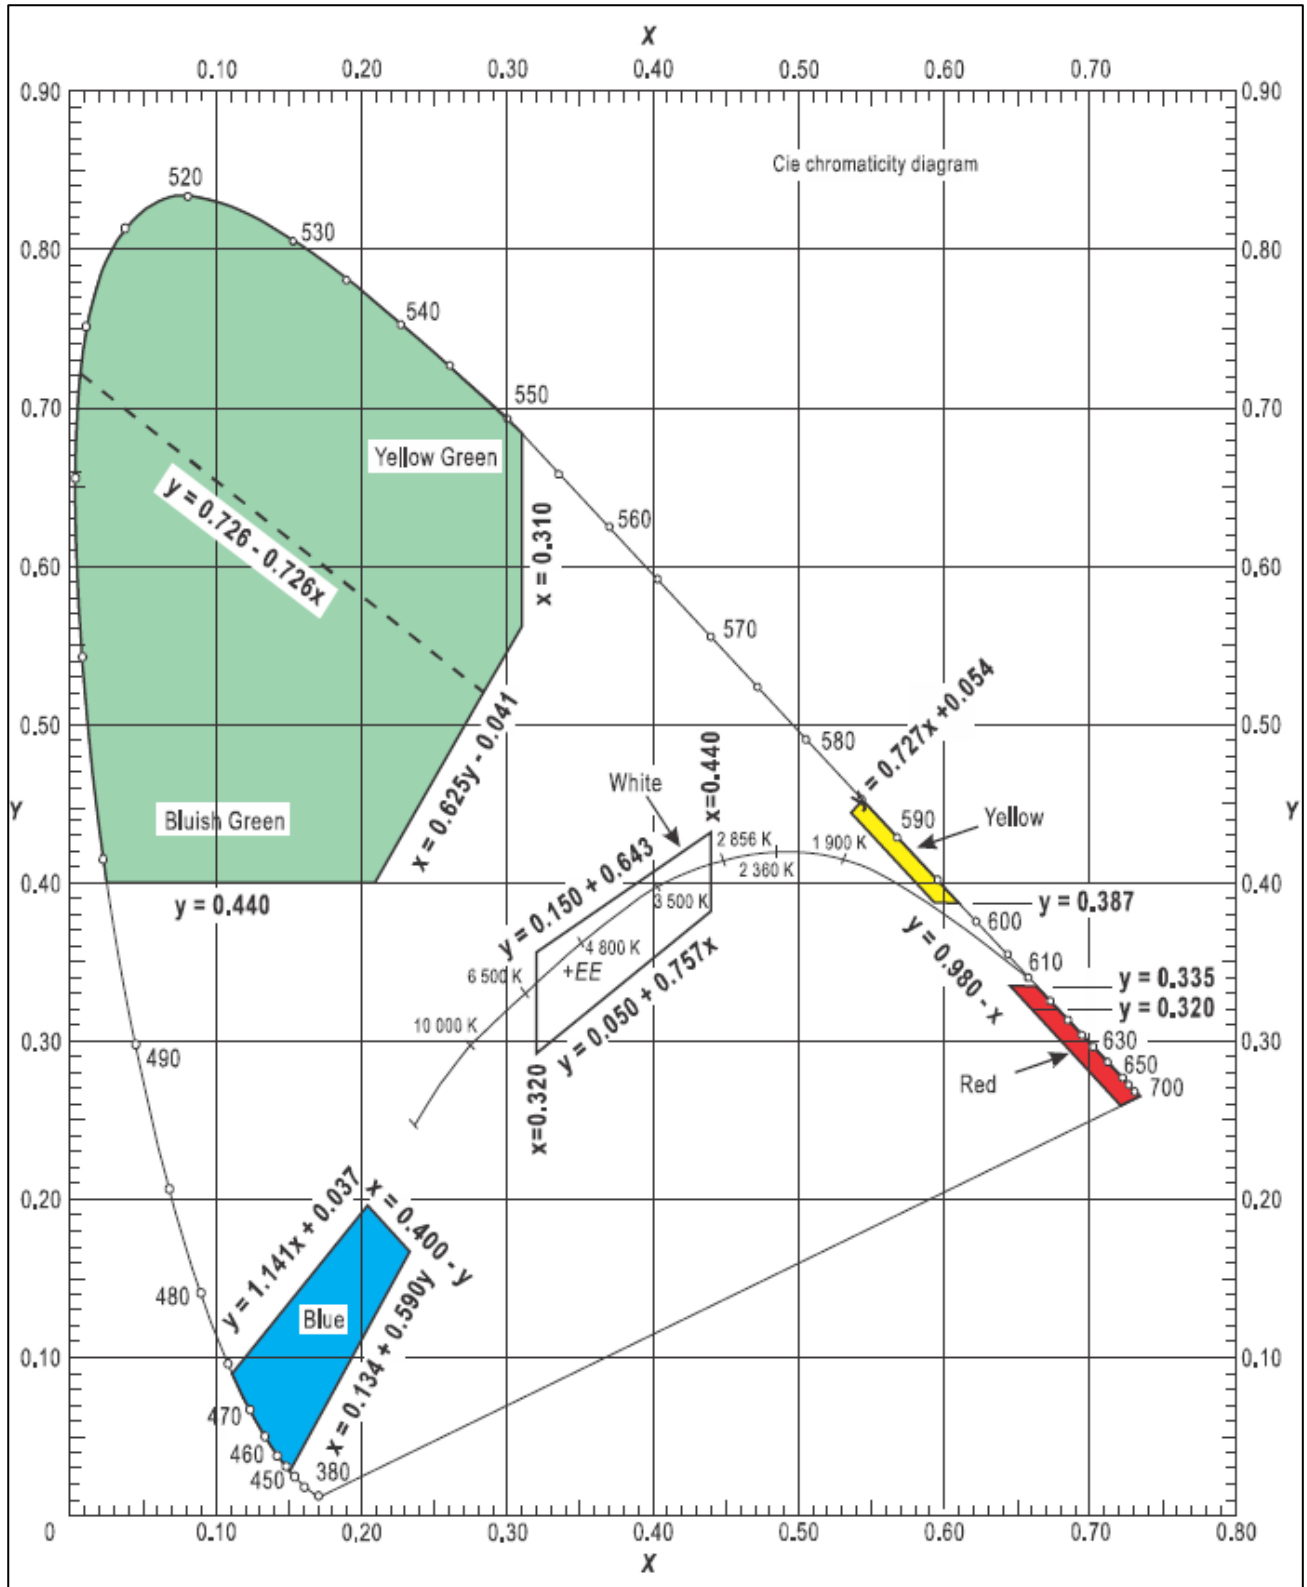 X
0.10 0.20 0.30 0.40 0.50 0.60 0.70
0.90 0.90
Cie chromaticity diagram
520
530
0.80 0.80
540
550
0.70 0.70
Yellow Green
y = 0.726 - 0.726x
x = 0.310
560
0.60 0.60
570
x = 0.727x +0.054
0.50 0.50
580
x = 0.625y - 0.041
White
x=0.440
Y Y
Bluish Green
590
Yellow
2 856 K
1 900 K
2 360 K
0.40 0.40
y = 0.440
y = 0.150 + 0.643
3 500 K
y = 0.387
600
y = 0.980 - x
4 800 K
6 500 K
+EE
610
y = 0.335
y = 0.320
10 000 K
y = 0.050 + 0.757x
0.30 0.30
490
630
650
Red
700
x=0.320
0.20 0.20
y = 1.141x + 0.037
x = 0.400 - y
480
Blue
x = 0.134 + 0.590y
0.10 0.10
470
460
450
380
0 0.10 0.20 0.30 0.40 0.50 0.60 0.70 0.80
X